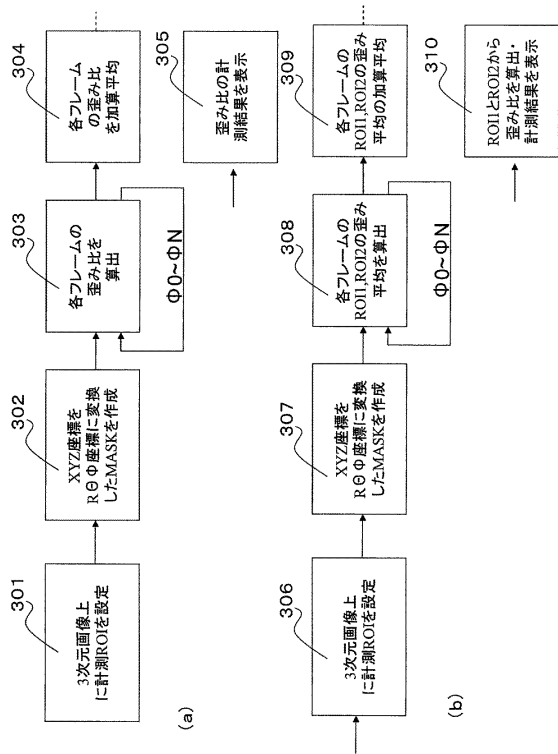 301
3次元画像上
に計測ROIを設定
302
XYZ座標を
RΘΦ座標に変換
したMASKを作成
303
各フレームの
歪み比を
算出
Φ0~ΦN
304
各フレーム
の歪み比
を加算平均
305
歪み比の計
測結果を表示
(a)
306
3次元画像上
に計測ROIを設定
307
XYZ座標を
RΘΦ座標に変換
したMASKを作成
308
各フレームの
ROI1,ROI2の歪み
平均を算出
Φ0~ΦN
309
各フレームの
ROI1,ROI2の歪み
平均の加算平均
310
ROI1とROI2から
歪み比を算出・
計測結果を表示
(b)